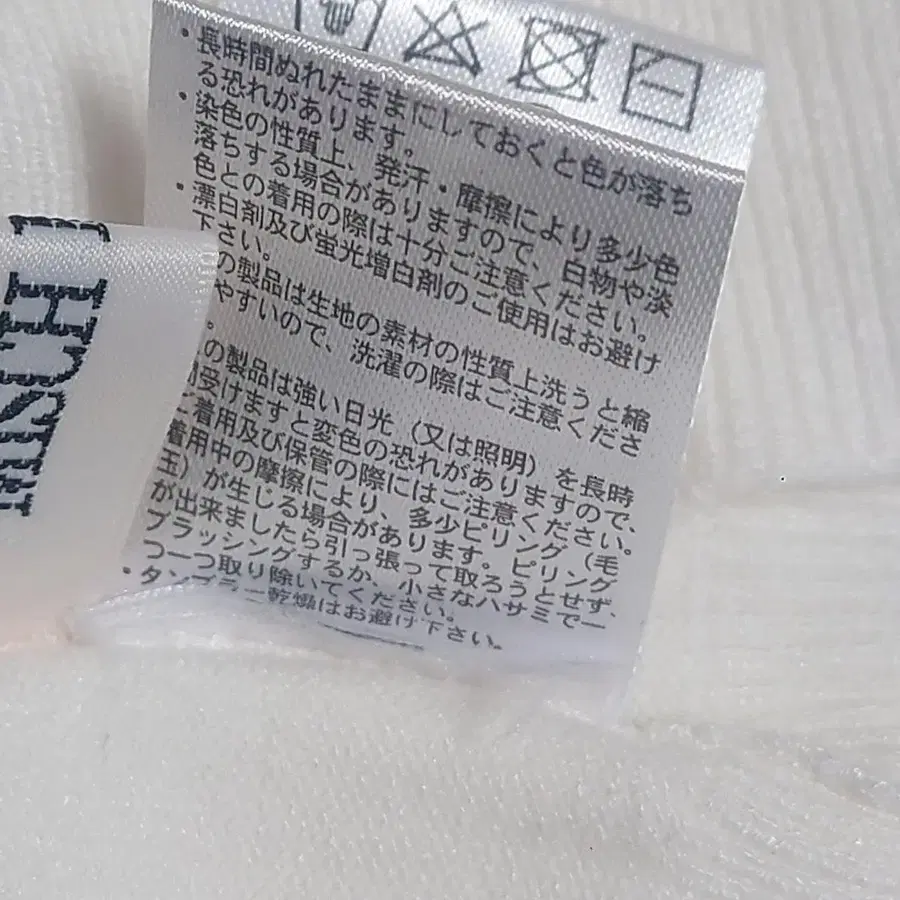 ・長時間ぬれたままにしておくと色が落ち
る恐れがあります。
・染色の性質上、発汗・摩擦により多少色
落ちする場合がありますので、白物や淡
色との着用の際は十分ご注意ください。
・漂白剤及び蛍光増白剤のご使用はお避け
下さい。
の製品は生地の素材の性質上洗うと縮
やすいので、洗濯の際はご注意くださ
。
の製品は強い日光(又は照明)を長時
間受けますと変色の恐れがありますので、
ご着用及び保管の際にはご注意ください。
着用中の摩擦により、多少ピリング(毛
玉)が生じる場合があります。ピリング
が出来ましたら引っ張って取ろうとせず、
ブラッシングするか、小さなハサミで一
つ一つ取り除いてください。
・タンブラー乾燥はお避け下さい。